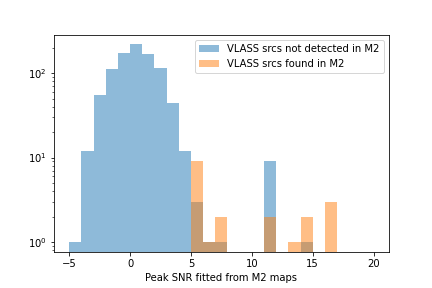 VLASS srcs not detected in M2
VLASS srcs found in M2
10²
10¹
10⁰
−5 0 5 10 15 20
Peak SNR fitted from M2 maps